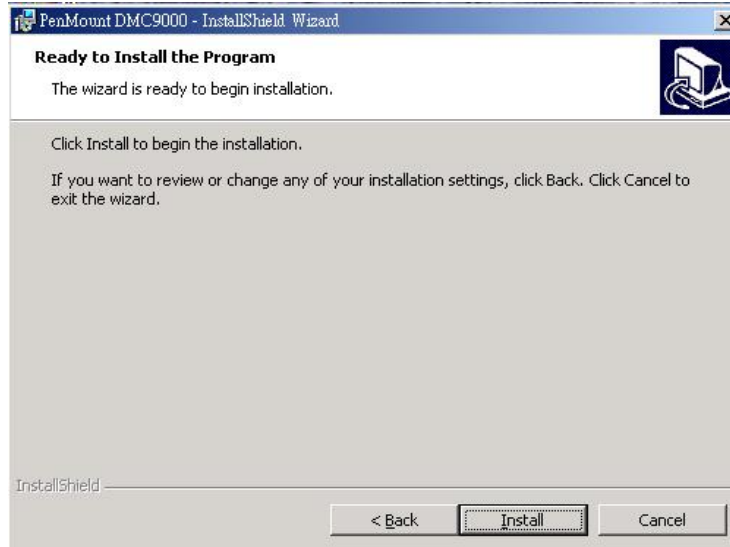 PenMount DMC9000 - InstallShield Wizard
Ready to Install the Program
The wizard is ready to begin installation.
Click Install to begin the installation.
If you want to review or change any of your installation settings, click Back. Click Cancel to
exit the wizard.
InstallShield
< Back
Install
Cancel